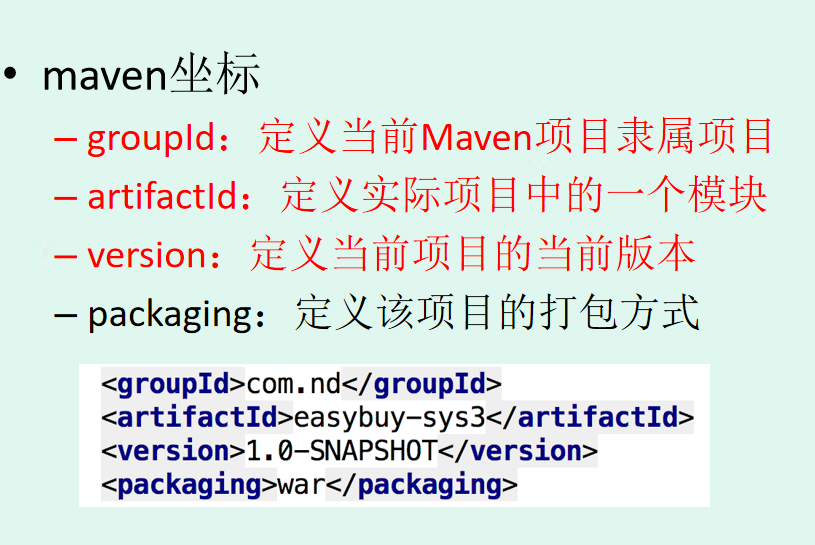 • maven坐标
– groupId：定义当前Maven项目隶属项目
– artifactId：定义实际项目中的一个模块
– version：定义当前项目的当前版本
– packaging：定义该项目的打包方式
<groupId>com.nd</groupId>
<artifactId>easybuy-sys3</artifactId>
<version>1.0-SNAPSHOT</version>
<packaging>war</packaging>